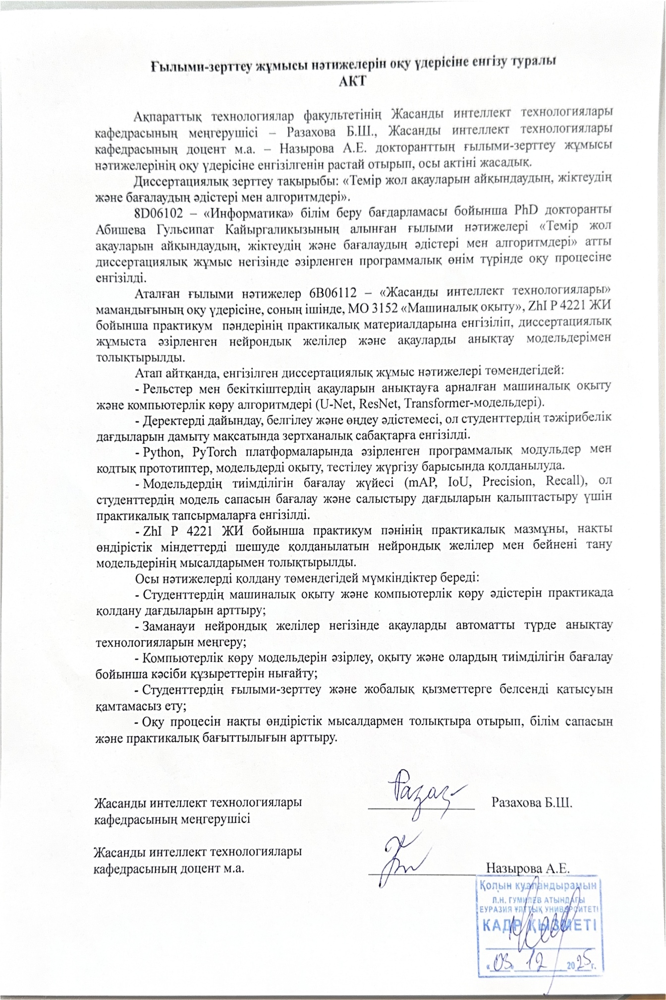 Ғылыми-зерттеу жұмысы нәтижелерін оқу үдерісіне енгізу туралы
АКТ
Ақпараттық технологиялар факультетінің Жасанды интеллект технологиялары
кафедрасының меңгерушісі – Разахова Б.Ш., Жасанды интеллект технологиялары
кафедрасының доцент м.а. – Назырова А.Е. докторанттың ғылыми-зерттеу жұмысы
нәтижелерінің оқу үдерісіне енгізілгенін растай отырып, осы актіні жасадық.
Диссертациялық зерттеу тақырыбы: «Темір жол ақауларын айқындаудың, жіктеудің
және бағалаудың әдістері мен алгоритмдері».
8D06102 – «Информатика» білім беру бағдарламасы бойынша PhD докторанты
Абишева Гульсипат Кайыргаликызының алынған ғылыми нәтижелері «Темір жол
ақауларын айқындаудың, жіктеудің және бағалаудың әдістері мен алгоритмдері» атты
диссертациялық жұмыс негізінде әзірленген программалық өнім түрінде оқу процесіне
енгізілді.
Аталған ғылыми нәтижелер 6B06112 – «Жасанды интеллект технологиялары»
мамандығының оқу үдерісіне, соның ішінде, МО 3152 «Машиналық оқыту», ZhI P 4221 ЖИ
бойынша практикум пәндерінің практикалық материалдарына енгізіліп, диссертациялық
жұмыста әзірленген нейрондық желілер және ақауларды анықтау модельдерімен
толықтырылды.
Атап айтқанда, енгізілген диссертациялық жұмыс нәтижелері төмендегідей:
- Рельстер мен бекіткіштердің ақауларын анықтауға арналған машиналық оқыту
және компьютерлік көру алгоритмдері (U-Net, ResNet, Transformer-модельдері).
- Деректерді дайындау, белгілеу және өңдеу әдістемесі, ол студенттердің тәжірибелік
дағдыларын дамыту мақсатында зертханалық сабақтарға енгізілді.
- Python, PyTorch платформаларында әзірленген программалық модульдер мен
кодтық прототиптер, модельдерді оқыту, тестілеу жүргізу барысында қолданылуда.
- Модельдердің тиімділігін бағалау жүйесі (mAP, IoU, Precision, Recall), ол
студенттердің модель сапасын бағалау және салыстыру дағдыларын қалыптастыру үшін
практикалық тапсырмаларға енгізілді.
- ZhI P 4221 ЖИ бойынша практикум пәнінің практикалық мазмұны, нақты
өндірістік міндеттерді шешуде қолданылатын нейрондық желілер мен бейнені тану
модельдерінің мысалдарымен толықтырылды.
Осы нәтижелерді қолдану төмендегідей мүмкіндіктер береді:
- Студенттердің машиналық оқыту және компьютерлік көру әдістерін практикада
қолдану дағдыларын арттыру;
- Заманауи нейрондық желілер негізінде ақауларды автоматты түрде анықтау
технологияларын меңгеру;
- Компьютерлік көру модельдерін әзірлеу, оқыту және олардың тиімділігін бағалау
бойынша кәсіби құзыреттерін нығайту;
- Студенттердің ғылыми-зерттеу және жобалық қызметтерге белсенді қатысуын
қамтамасыз ету;
- Оқу процесін нақты өндірістік мысалдармен толықтыра отырып, білім сапасын
және практикалық бағыттылығын арттыру.
Жасанды интеллект технологиялары
кафедрасының меңгерушісі
Разахова Б.Ш.
Жасанды интеллект технологиялары
кафедрасының доцент м.а.
Назырова А.Е.
Қолын куәландырамын
Л.Н. ГУМИЛЕВ АТЫНДАҒЫ
ЕУРАЗИЯ ҰЛТТЫҚ УНИВЕРСИТЕТІ
КАДР ҚЫЗМЕТІ
«03» 12 2025 г.